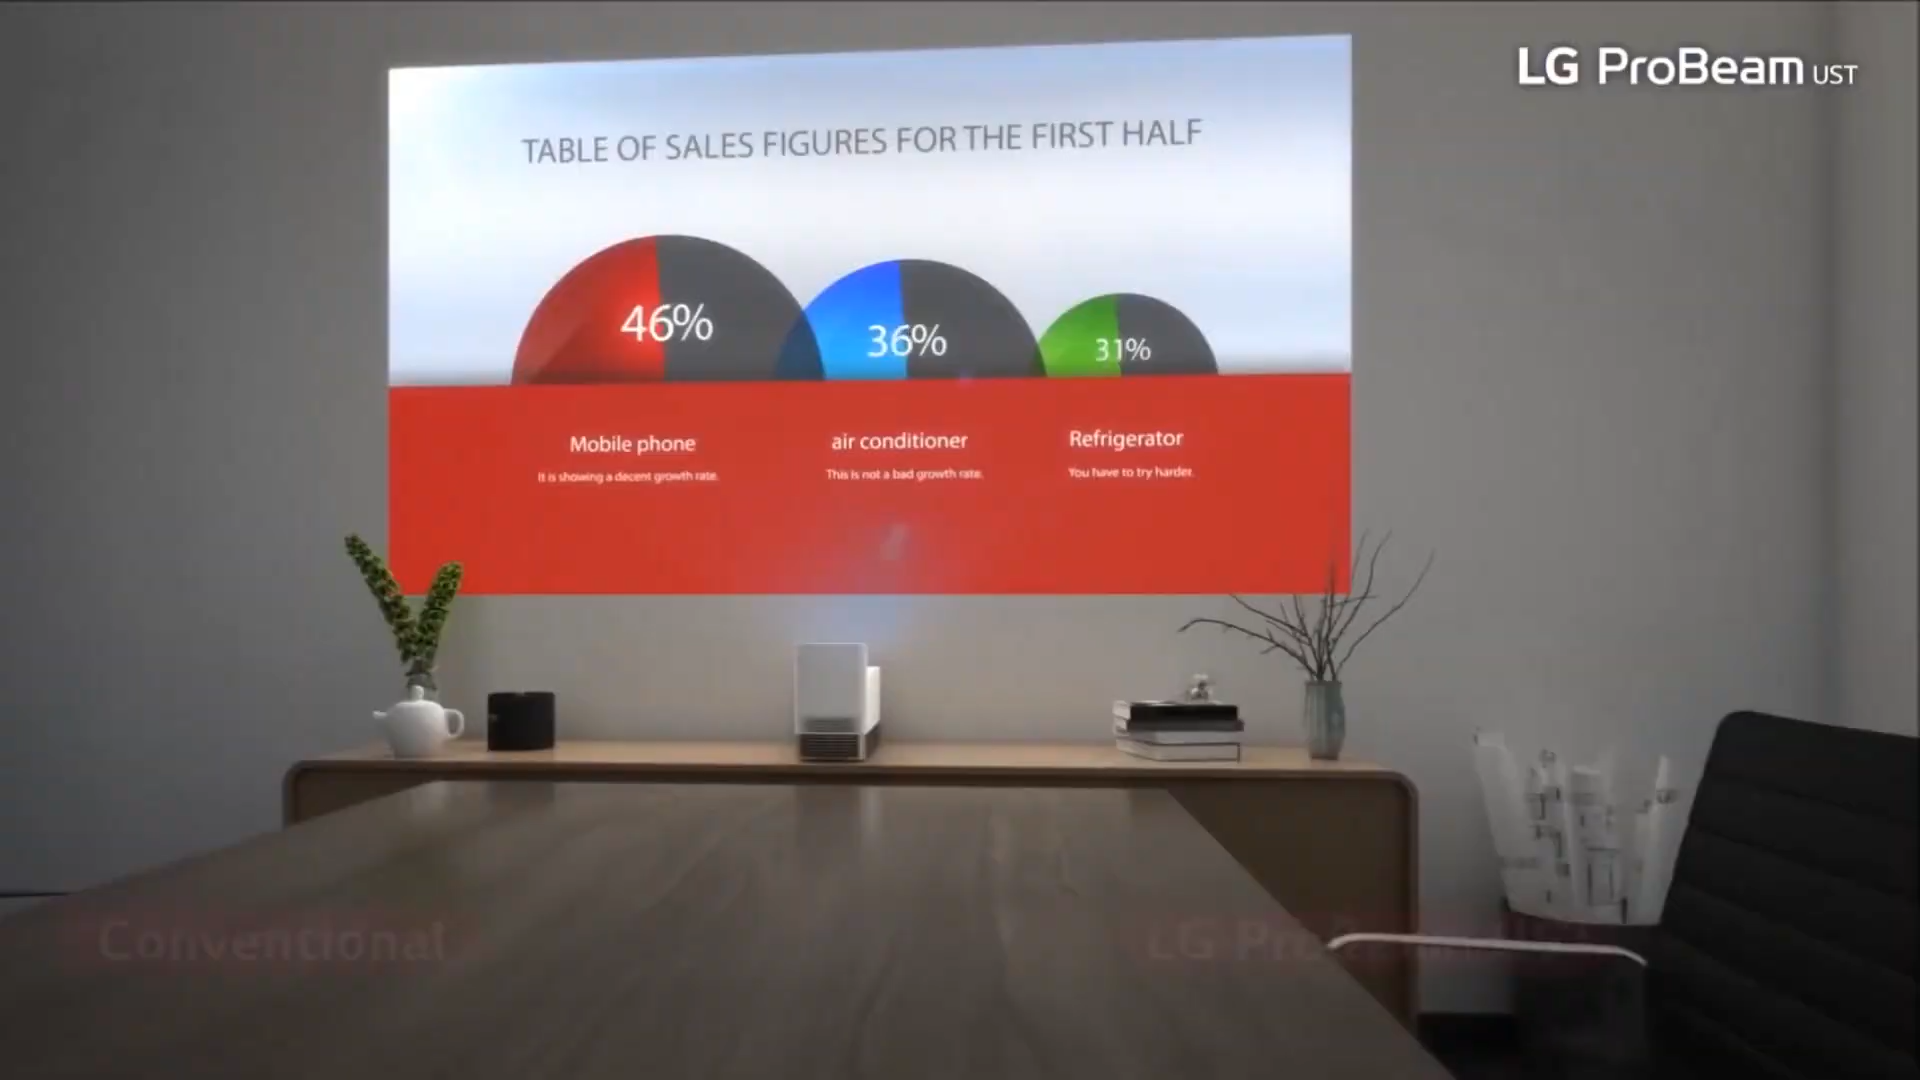 LG ProBeam UST
TABLE OF SALES FIGURES FOR THE FIRST HALF
46%
36%
31%
Mobile phone
air conditioner
Refrigerator
It is showing a decent growth rate.
This is not a bad growth rate.
You have to try harder.
Conventional
LG